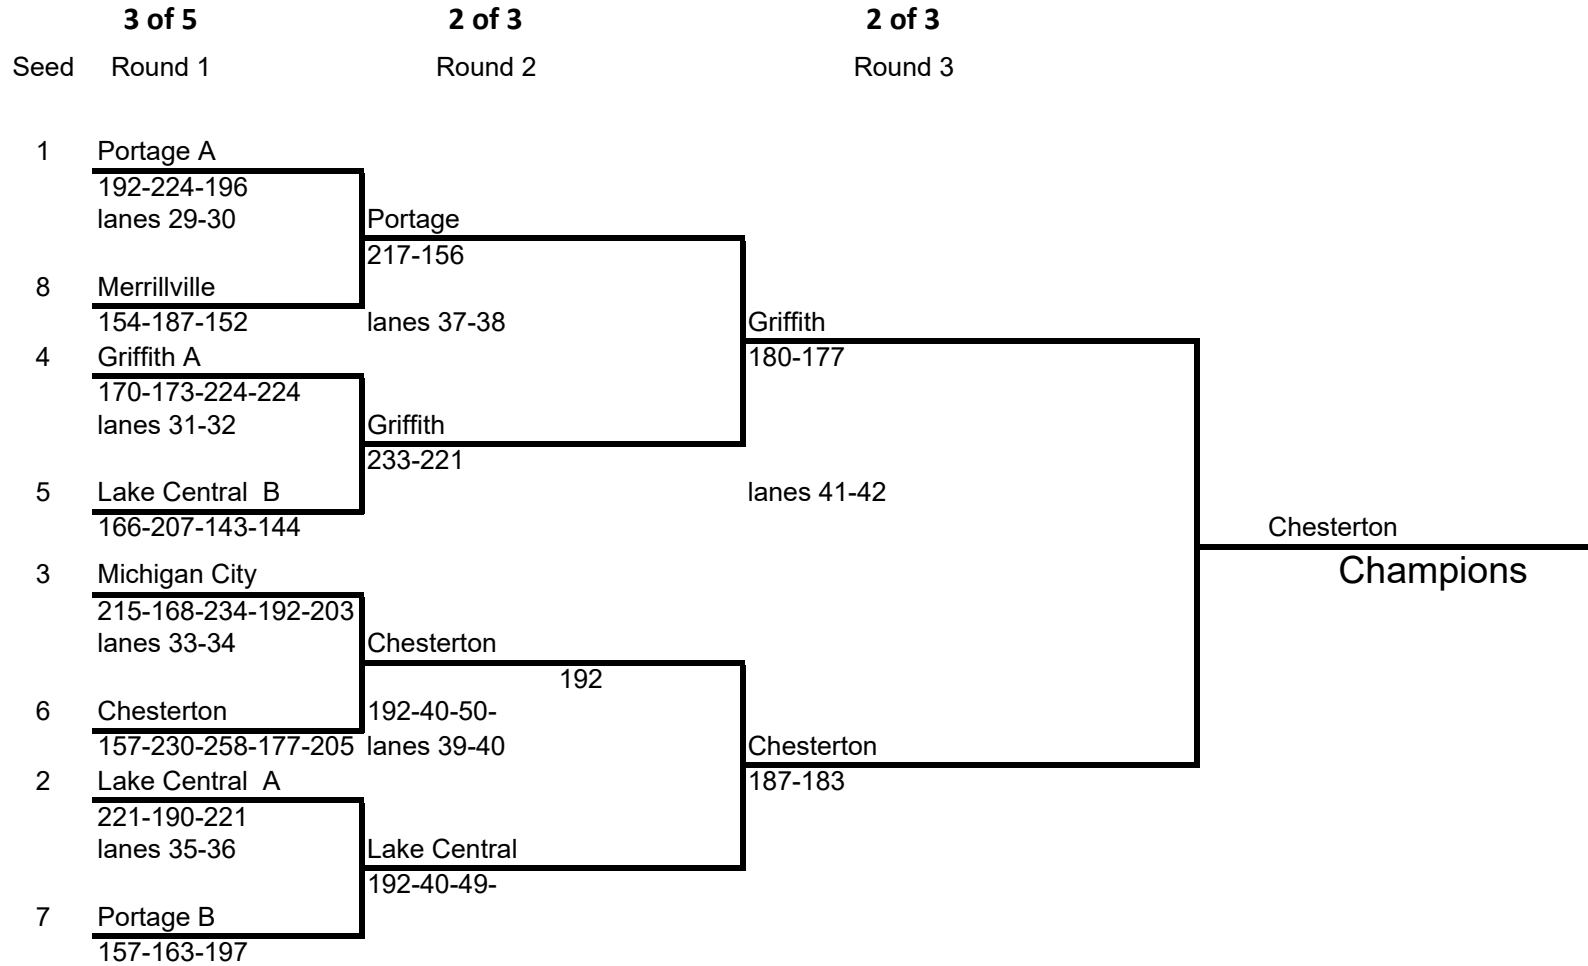 3 of 5 2 of 3 2 of 3
Seed Round 1 Round 2 Round 3
1 Portage A
192-224-196
lanes 29-30 Portage
217-156
8 Merrillville
154-187-152 lanes 37-38 Griffith
4 Griffith A 180-177
170-173-224-224
lanes 31-32 Griffith
233-221
5 Lake Central  B lanes 41-42
166-207-143-144 Chesterton
3 Michigan City Champions
215-168-234-192-203
lanes 33-34 Chesterton
192
6 Chesterton 192-40-50-
157-230-258-177-205 lanes 39-40 Chesterton
2 Lake Central  A 187-183
221-190-221
lanes 35-36 Lake Central
192-40-49-
7 Portage B
157-163-197